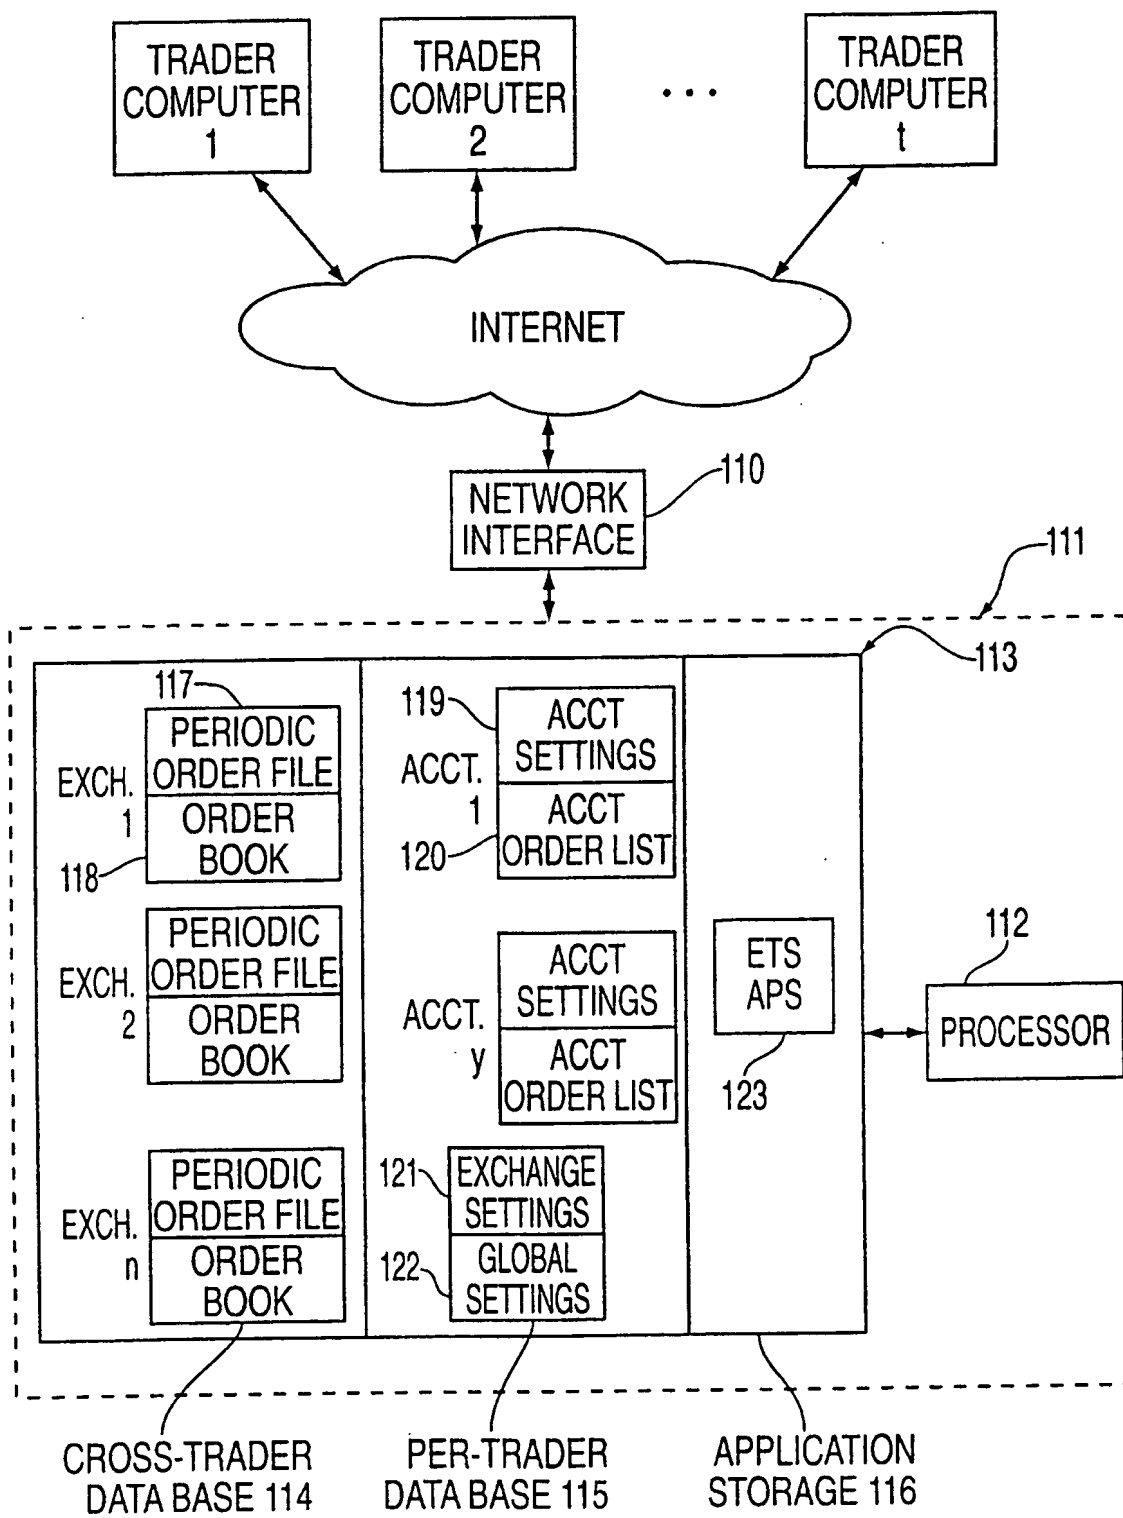 TRADER
COMPUTER
1
TRADER
COMPUTER
2
...
TRADER
COMPUTER
t
INTERNET
110
NETWORK
INTERFACE
111
113
117
PERIODIC
ORDER FILE
EXCH.
1
ORDER
BOOK
118
119
ACCT
SETTINGS
ACCT.
1
ACCT
ORDER LIST
120
PERIODIC
ORDER FILE
EXCH.
2
ORDER
BOOK
ACCT
SETTINGS
ACCT.
y
ACCT
ORDER LIST
ETS
APS
123
112
PROCESSOR
PERIODIC
ORDER FILE
EXCH.
n
ORDER
BOOK
121
EXCHANGE
SETTINGS
122
GLOBAL
SETTINGS
CROSS-TRADER
DATA BASE 114
PER-TRADER
DATA BASE 115
APPLICATION
STORAGE 116